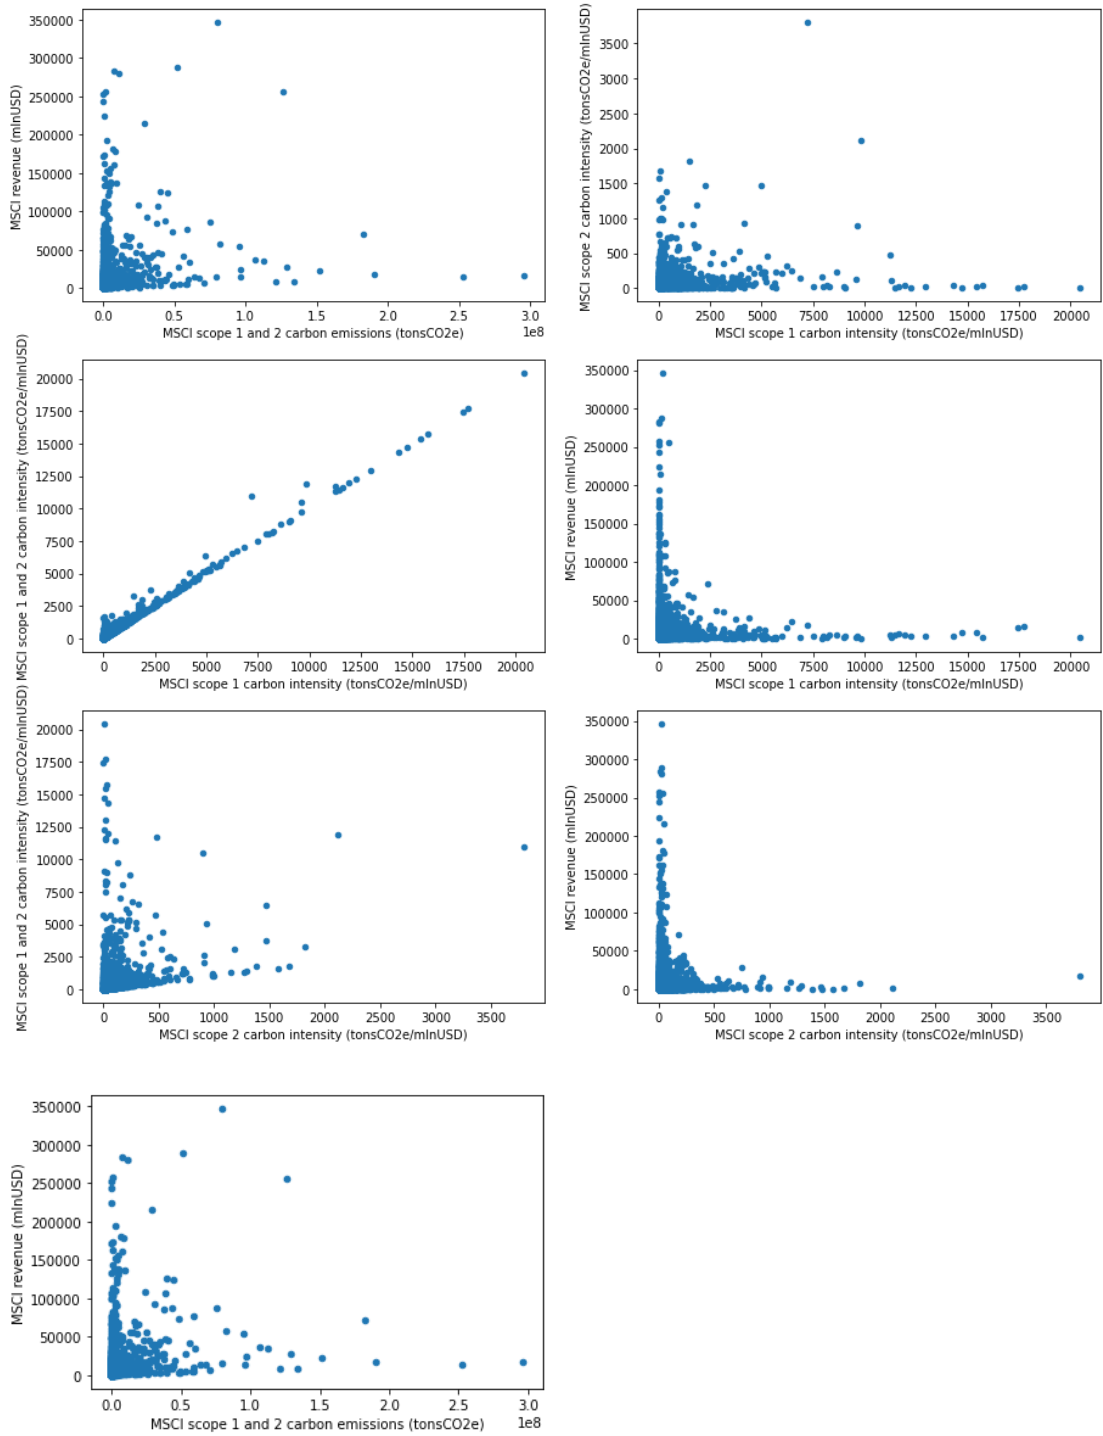 350000
300000
250000
200000
150000
100000
50000
0
MSCI revenue (mlnUSD)
0.0 0.5 1.0 1.5 2.0 2.5 3.0
1e8
MSCI scope 1 and 2 carbon emissions (tonsCO2e)
3500
3000
2500
2000
1500
1000
500
0
MSCI scope 2 carbon intensity (tonsCO2e/mlnUSD)
0 2500 5000 7500 10000 12500 15000 17500 20000
MSCI scope 1 carbon intensity (tonsCO2e/mlnUSD)
20000
17500
15000
12500
10000
7500
5000
2500
0
MSCI scope 1 and 2 carbon intensity (tonsCO2e/mlnUSD)
0 2500 5000 7500 10000 12500 15000 17500 20000
MSCI scope 1 carbon intensity (tonsCO2e/mlnUSD)
350000
300000
250000
200000
150000
100000
50000
0
MSCI revenue (mlnUSD)
0 2500 5000 7500 10000 12500 15000 17500 20000
MSCI scope 1 carbon intensity (tonsCO2e/mlnUSD)
20000
17500
15000
12500
10000
7500
5000
2500
0
MSCI scope 1 and 2 carbon intensity (tonsCO2e/mlnUSD)
0 500 1000 1500 2000 2500 3000 3500
MSCI scope 2 carbon intensity (tonsCO2e/mlnUSD)
350000
300000
250000
200000
150000
100000
50000
0
MSCI revenue (mlnUSD)
0 500 1000 1500 2000 2500 3000 3500
MSCI scope 2 carbon intensity (tonsCO2e/mlnUSD)
350000
300000
250000
200000
150000
100000
50000
0
MSCI revenue (mlnUSD)
0.0 0.5 1.0 1.5 2.0 2.5 3.0
MSCI scope 1 and 2 carbon emissions (tonsCO2e)
1e8